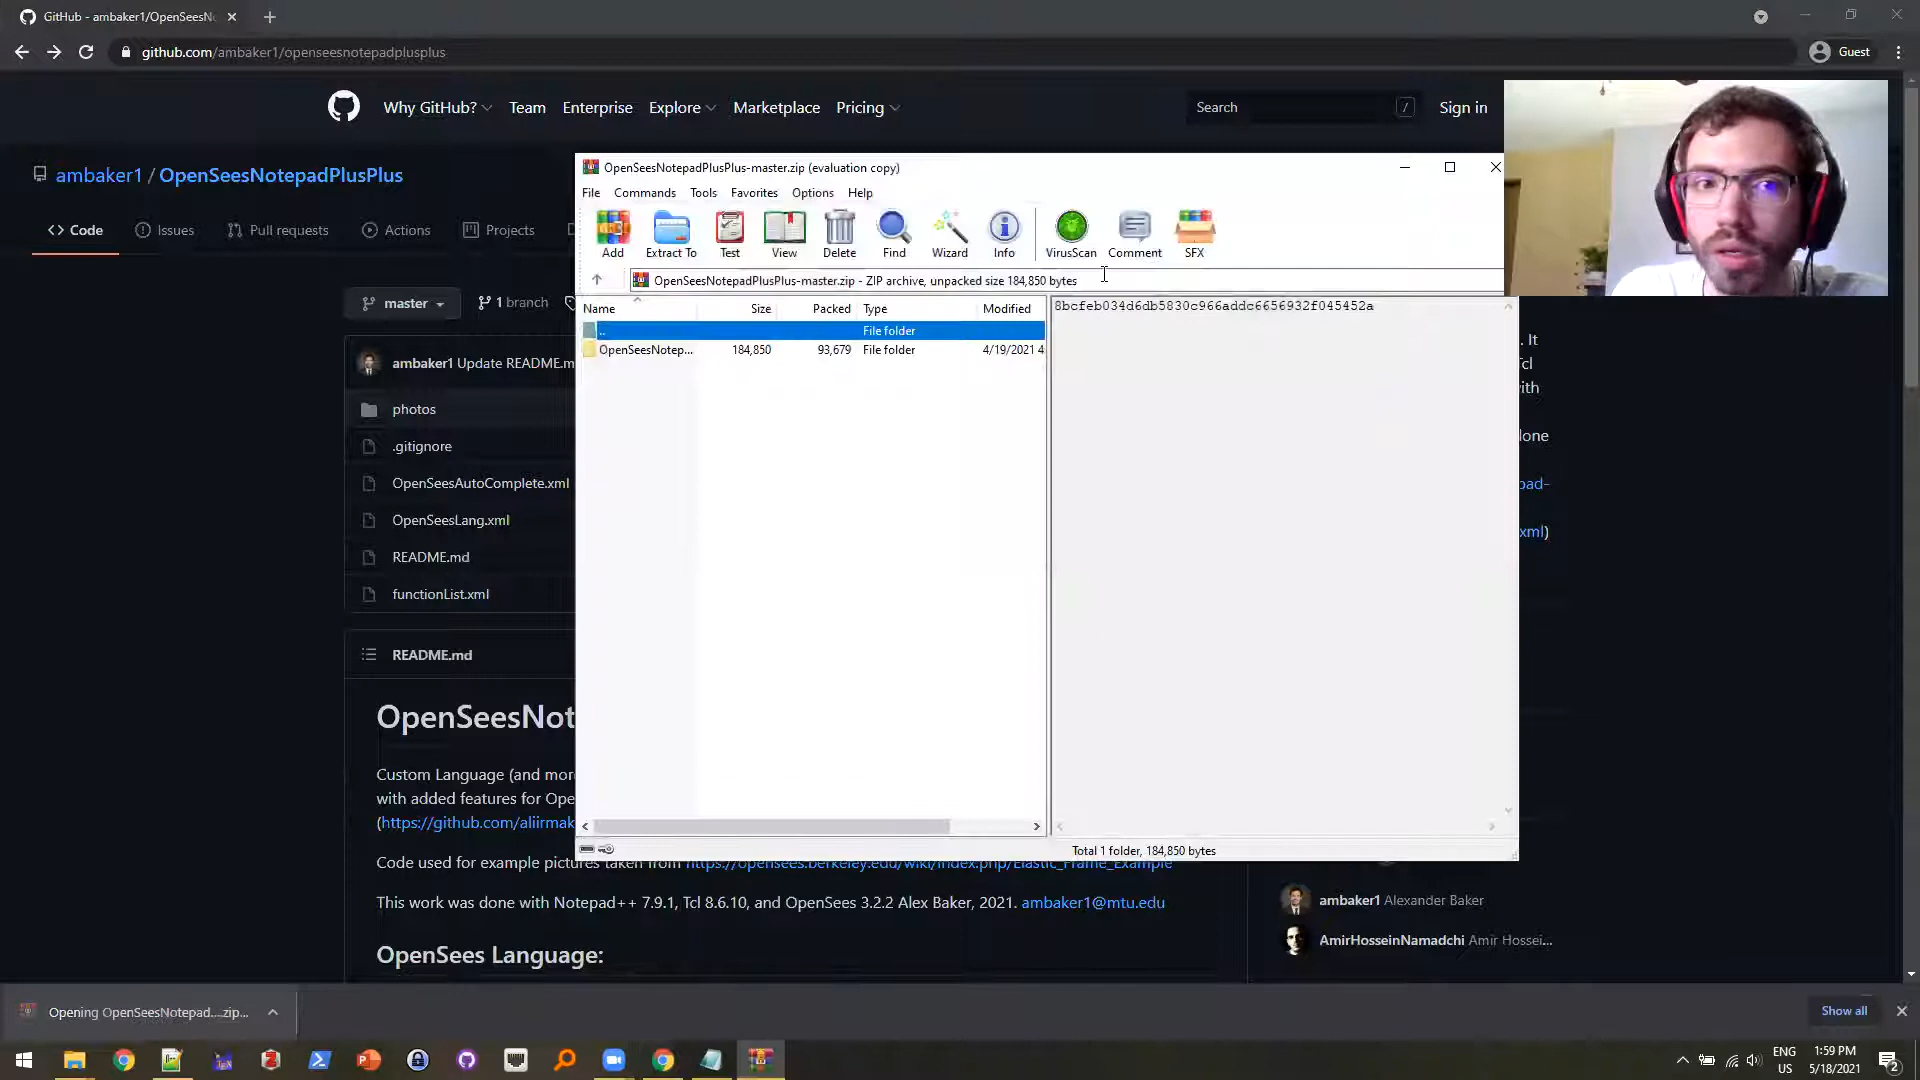 GitHub - ambaker1/OpenSeesN
github.com/ambaker1/openseesnotepadplusplus
Guest
Why GitHub?
Team
Enterprise
Explore
Marketplace
Pricing
Search
/
Sign in
ambaker1 / OpenSeesNotepadPlusPlus
<> Code
Issues
Pull requests
Actions
Projects
master
1 branch
ambaker1 Update README.m
photos
.gitignore
OpenSeesAutoComplete.xml
OpenSeesLang.xml
README.md
functionList.xml
README.md
OpenSeesNot
Custom Language (and mor
with added features for Ope
(https://github.com/aliirmak
Code used for example pictures taken from https://opensees.berkeley.edu/wiki/index.php/Elastic_Frame_Example
This work was done with Notepad++ 7.9.1, Tcl 8.6.10, and OpenSees 3.2.2 Alex Baker, 2021. ambaker1@mtu.edu
OpenSees Language:
OpenSeesNotepadPlusPlus-master.zip (evaluation copy)
File
Commands
Tools
Favorites
Options
Help
Add
Extract To
Test
View
Delete
Find
Wizard
Info
VirusScan
Comment
SFX
OpenSeesNotepadPlusPlus-master.zip - ZIP archive, unpacked size 184,850 bytes
Name
Size
Packed
Type
Modified
..
File folder
OpenSeesNotep...
184,850
93,679
File folder
4/19/2021 4
8bcfeb034d6db5830c966addc6656932f045452a
Total 1 folder, 184,850 bytes
. It
Tcl
ith
lone
pad-
xml)
ambaker1 Alexander Baker
AmirHosseinNamadchi Amir Hossei...
Opening OpenSeesNotepad....zip...
Show all
ENG
US
1:59 PM
5/18/2021
2